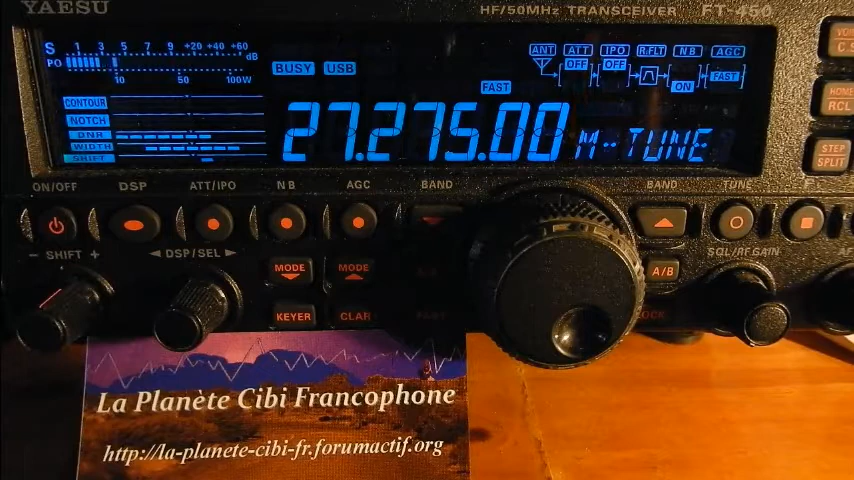 YAESU
HF/50MHz TRANSCEIVER FT-450
S 1 3 5 7 9 +20 +40 +60 dB
PO
10 50 100W
BUSY USB
FAST
ANT ATT IPO R.FLT NB AGC
OFF OFF
ON FAST
CONTOUR
NOTCH
DNR
WIDTH
SHIFT
27.275.00 M-TUNE
HOME
RCL
STEP
SPLIT
ON/OFF DSP ATT/IPO NB AGC BAND BAND TUNE
- SHIFT + DSP/SEL MODE MODE A/B SQL/RF GAIN AF
KEYER CLAR
La Planète Cibi Francophone
http://la-planete-cibi-fr.forumactif.org